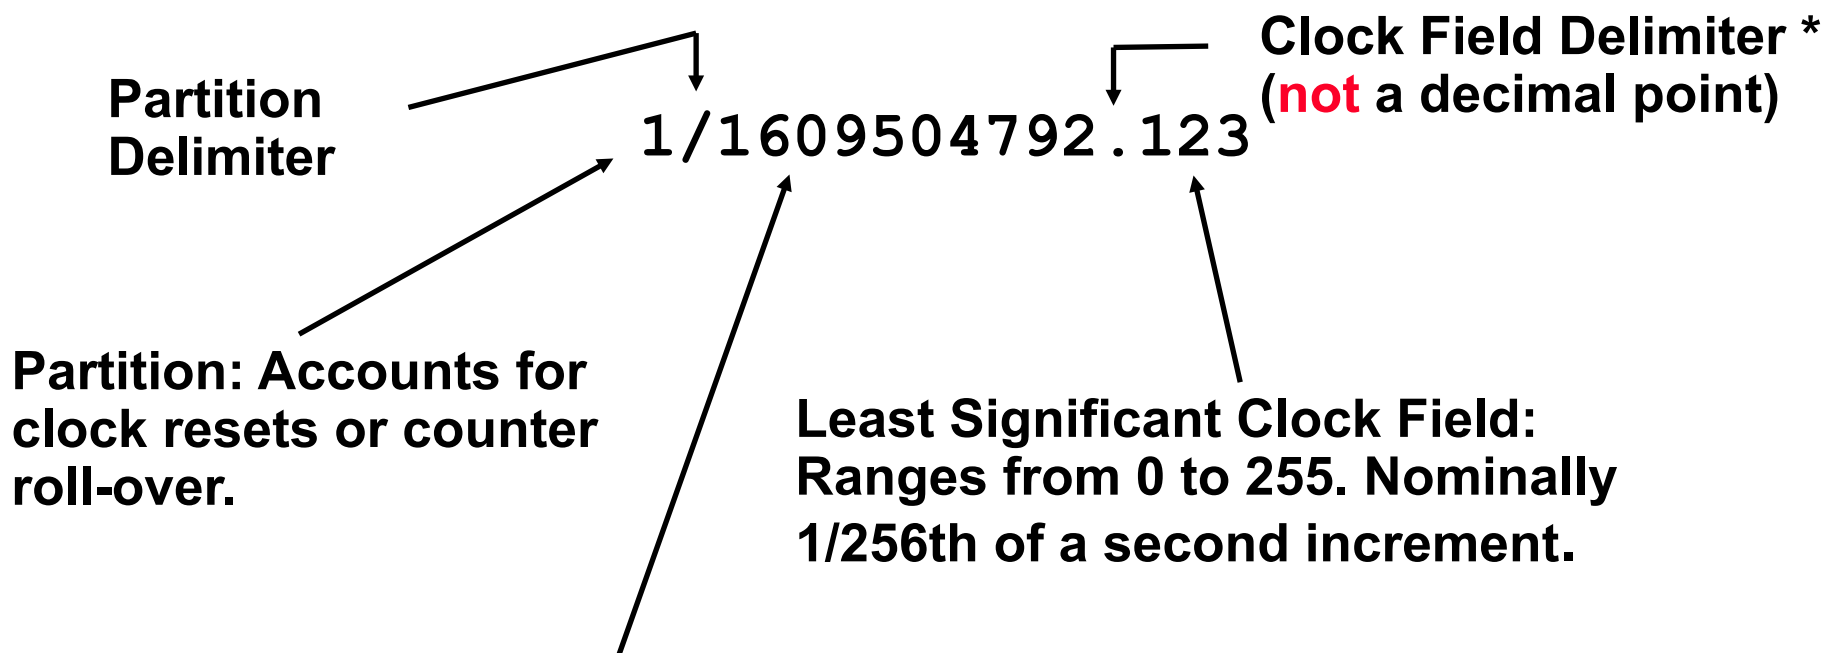 Clock Field Delimiter *
(not a decimal point)
Partition
Delimiter
1/1609504792.123
Partition: Accounts for
clock resets or counter
roll-over.
Least Significant Clock Field:
Ranges from 0 to 255. Nominally
1/256th of a second increment.